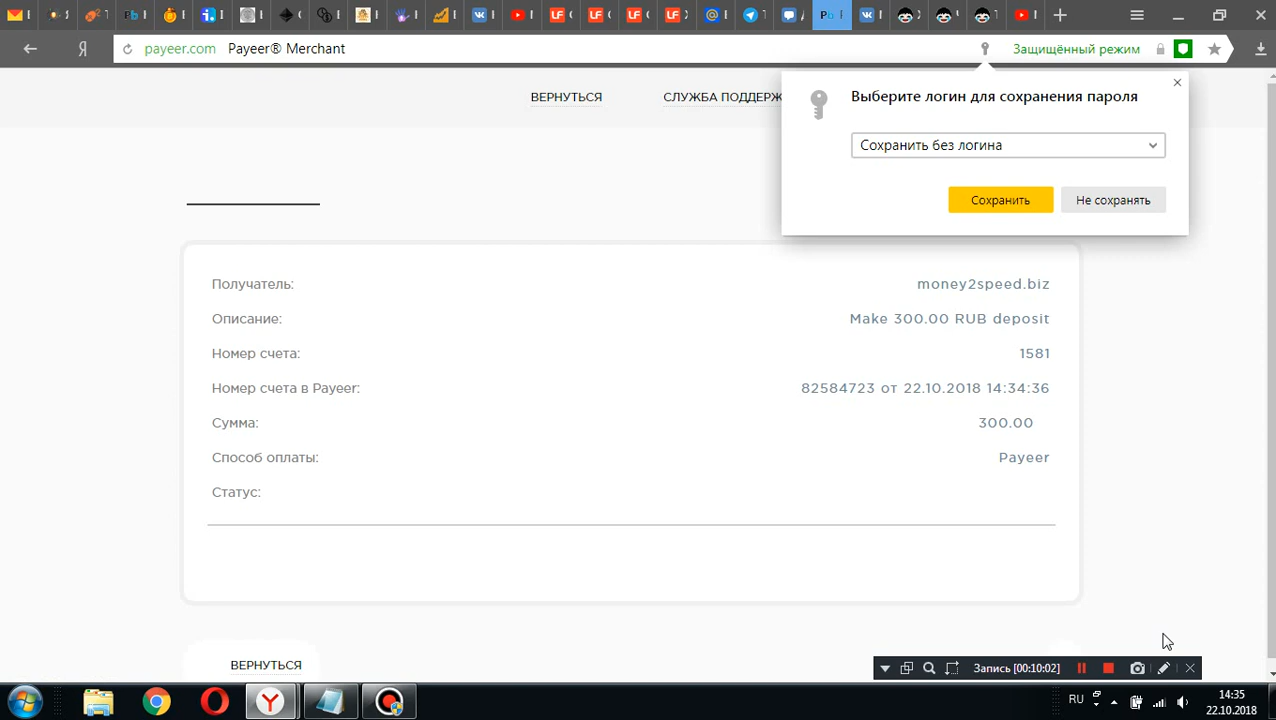 payeer.com Payeer® Merchant
Защищённый режим
ВЕРНУТЬСЯ
СЛУЖБА ПОДДЕРЖ
Выберите логин для сохранения пароля
Сохранить без логина
Сохранить
Не сохранять
Получатель: money2speed.biz
Описание: Make 300.00 RUB deposit
Номер счета: 1581
Номер счета в Payeer: 82584723 от 22.10.2018 14:34:36
Сумма: 300.00
Способ оплаты: Payeer
Статус:
ВЕРНУТЬСЯ
Запись [00:10:02]
RU
14:35
22.10.2018